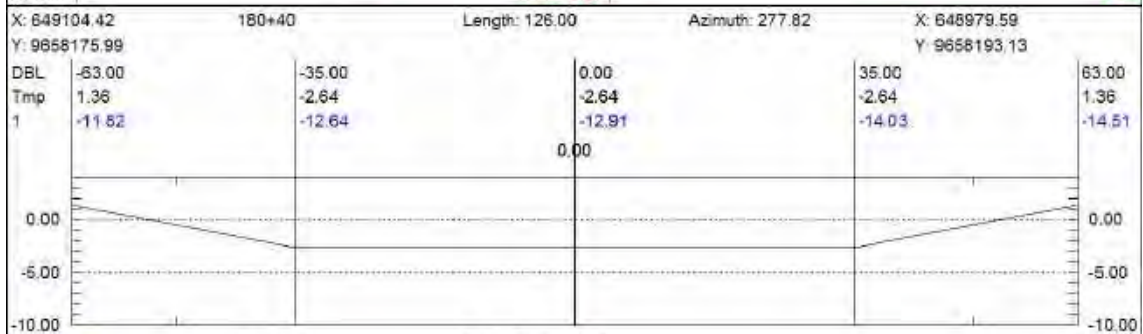 X: 649104.42 180+40 Length: 126.00 Azimuth: 277.82 X: 648979.59
Y: 9658175.99 Y: 9658193.13
DBL -63.00 -35.00 0.00 35.00 63.00
Tmp 1.36 -2.64 -2.64 -2.64 1.36
1 -11.82 -12.64 -12.91 -14.03 -14.51
0.00
0.00 0.00
-5.00 -5.00
-10.00 -10.00